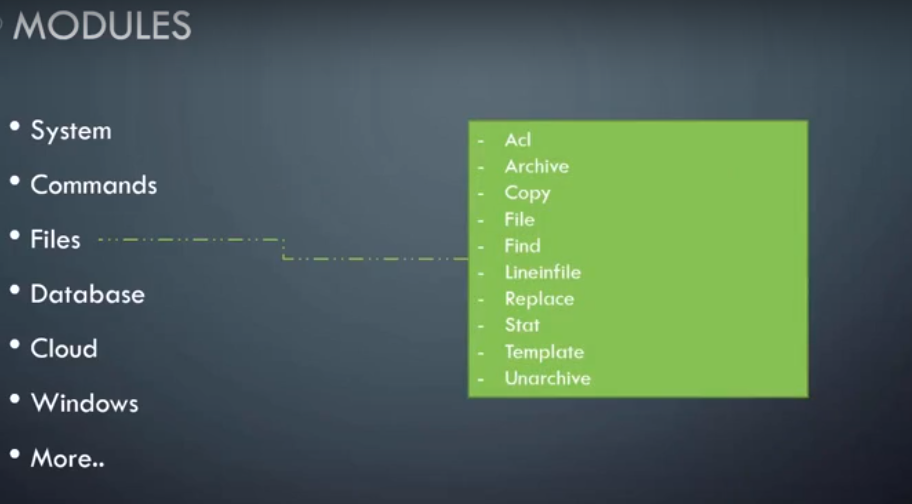 MODULES
• System
• Commands
• Files
• Database
• Cloud
• Windows
• More..
- Acl
- Archive
- Copy
- File
- Find
- Lineinfile
- Replace
- Stat
- Template
- Unarchive